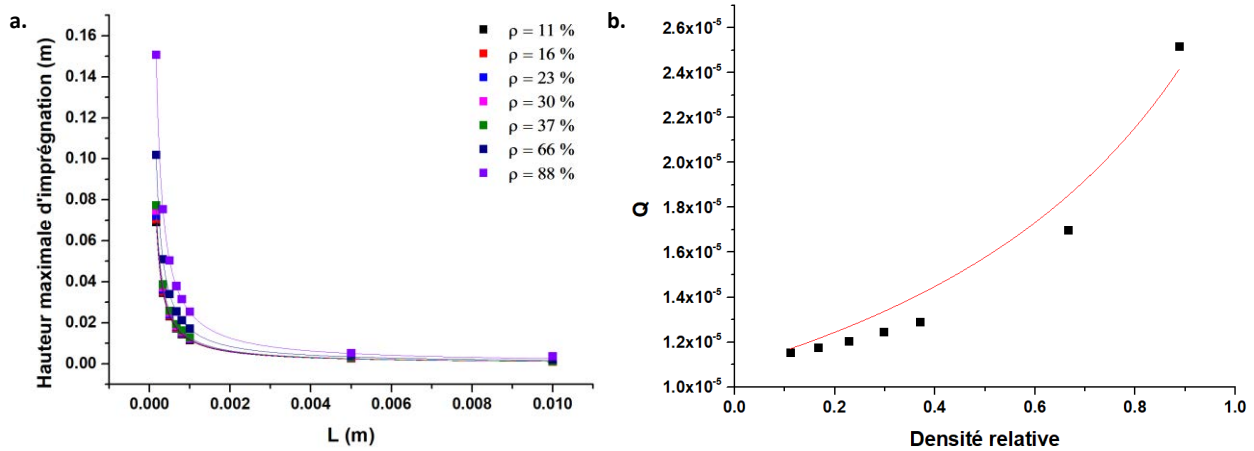 a.
Hauteur maximale d'imprégnation (m)
0.16
0.14
0.12
0.10
0.08
0.06
0.04
0.02
0.00
0.000 0.002 0.004 0.006 0.008 0.010
L (m)
ρ = 11 %
ρ = 16 %
ρ = 23 %
ρ = 30 %
ρ = 37 %
ρ = 66 %
ρ = 88 %
b.
Q
2.6x10⁻⁵
2.4x10⁻⁵
2.2x10⁻⁵
2.0x10⁻⁵
1.8x10⁻⁵
1.6x10⁻⁵
1.4x10⁻⁵
1.2x10⁻⁵
1.0x10⁻⁵
0.0 0.2 0.4 0.6 0.8 1.0
Densité relative